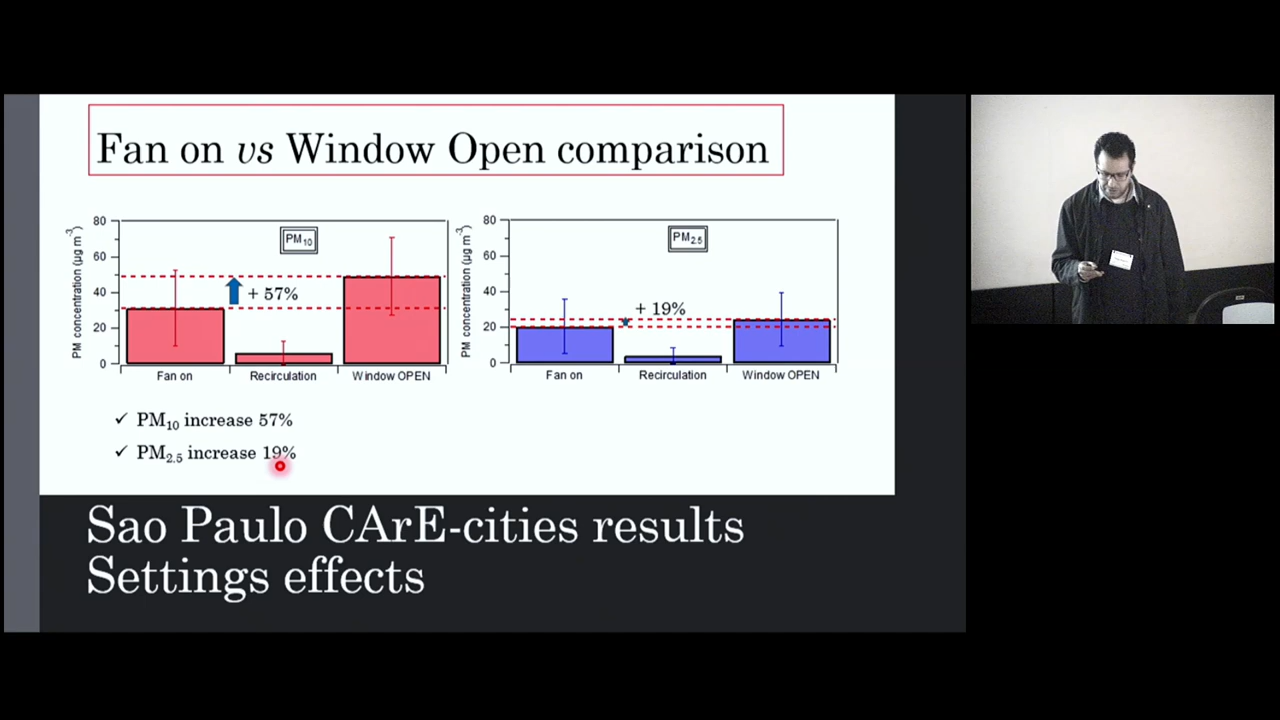 Fan on vs Window Open comparison
PM concentration (µg m⁻³)
80
60
40
20
0
PM₁₀
+ 57%
Fan on
Recirculation
Window OPEN
PM concentration (µg m⁻³)
80
60
40
20
0
PM₂.₅
+ 19%
Fan on
Recirculation
Window OPEN
✓ PM₁₀ increase 57%
✓ PM₂.₅ increase 19%
Sao Paulo CArE-cities results
Settings effects